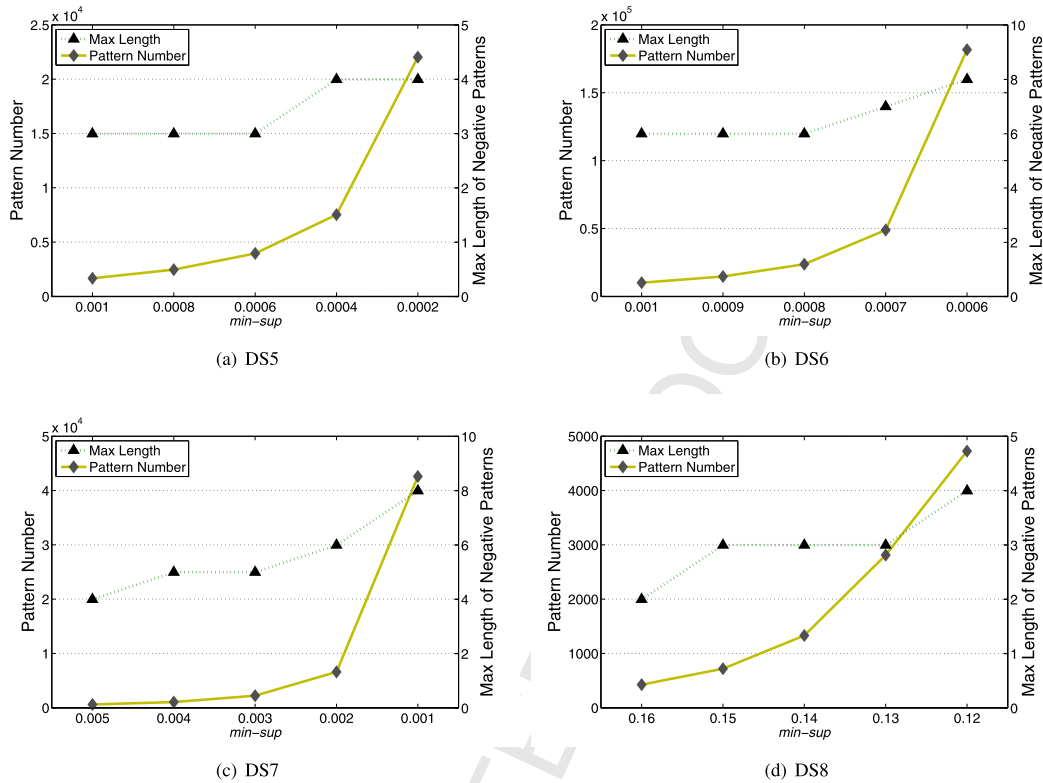 x 10^4
Max Length
Pattern Number
2.5
2
1.5
1
0.5
0
5
4
3
2
1
0
Pattern Number
Max Length of Negative Patterns
0.001 0.0008 0.0006 0.0004 0.0002
min-sup
(a) DS5
x 10^5
Max Length
Pattern Number
2
1.5
1
0.5
0
10
8
6
4
2
0
Pattern Number
Max Length of Negative Patterns
0.001 0.0009 0.0008 0.0007 0.0006
min-sup
(b) DS6
x 10^4
Max Length
Pattern Number
5
4
3
2
1
0
10
8
6
4
2
0
Pattern Number
Max Length of Negative Patterns
0.005 0.004 0.003 0.002 0.001
min-sup
(c) DS7
Max Length
Pattern Number
5000
4000
3000
2000
1000
0
5
4
3
2
1
0
Pattern Number
Max Length of Negative Patterns
0.16 0.15 0.14 0.13 0.12
min-sup
(d) DS8